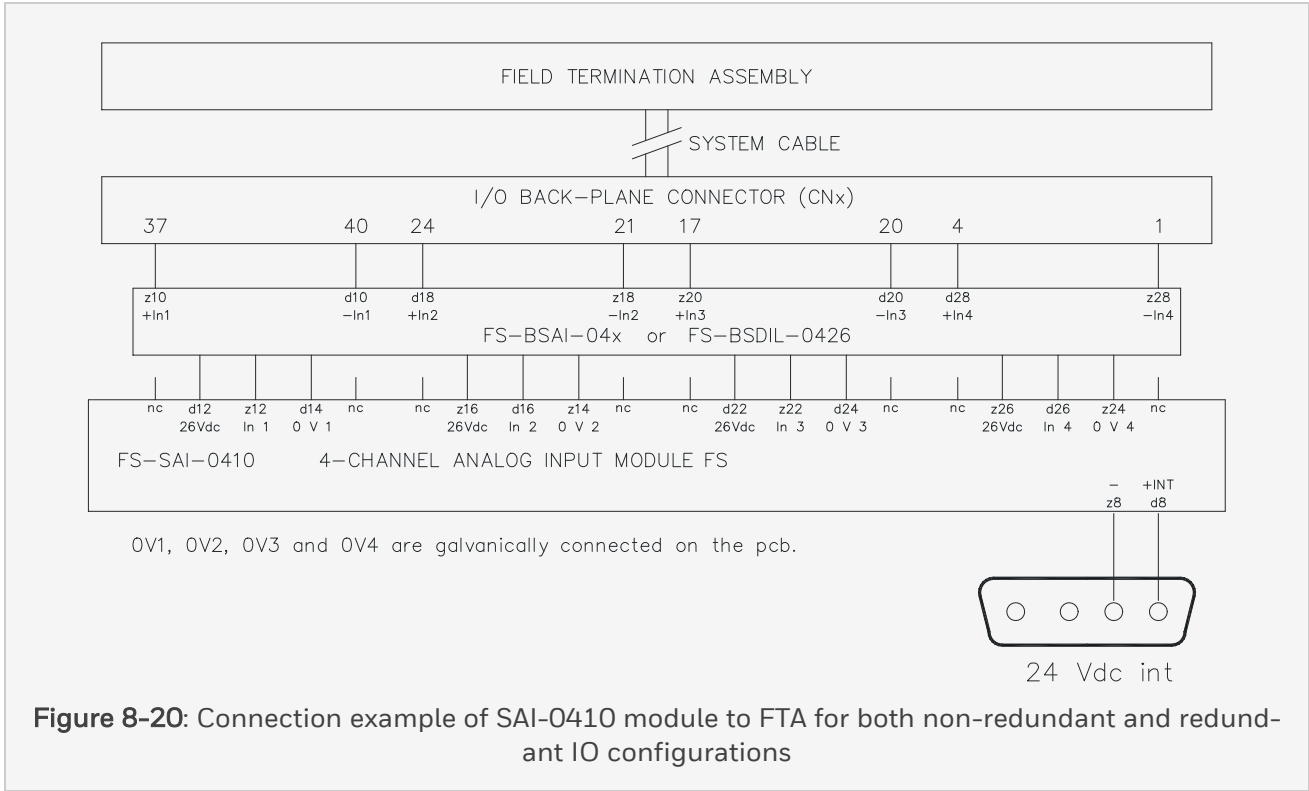 FIELD TERMINATION ASSEMBLY
SYSTEM CABLE
I/O BACK-PLANE CONNECTOR (CNx)
37 40 24 21 17 20 4 1
z10 d10 d18 z18 z20 d20 d28 z28
+In1 -In1 +In2 -In2 +In3 -In3 +In4 -In4
FS-BSAI-04x or FS-BSDIL-0426
nc d12 z12 d14 nc nc z16 d16 z14 nc nc d22 z22 d24 nc nc z26 d26 z24 nc
26Vdc In 1 0 V 1 26Vdc In 2 0 V 2 26Vdc In 3 0 V 3 26Vdc In 4 0 V 4
FS-SAI-0410 4-CHANNEL ANALOG INPUT MODULE FS
- +INT
z8 d8
0V1, 0V2, 0V3 and 0V4 are galvanically connected on the pcb.
24 Vdc int
Figure 8-20: Connection example of SAI-0410 module to FTA for both non-redundant and redund-
ant IO configurations